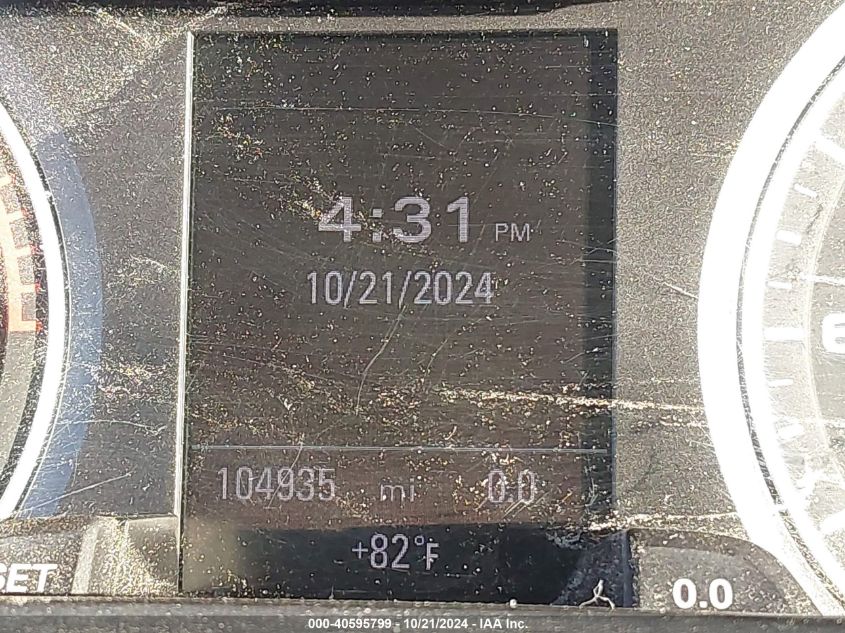 4:31 PM
10/21/2024
104935 mi 0.0
+82°F
SET
0.0
000-40595799 - 10/21/2024 - IAA Inc.